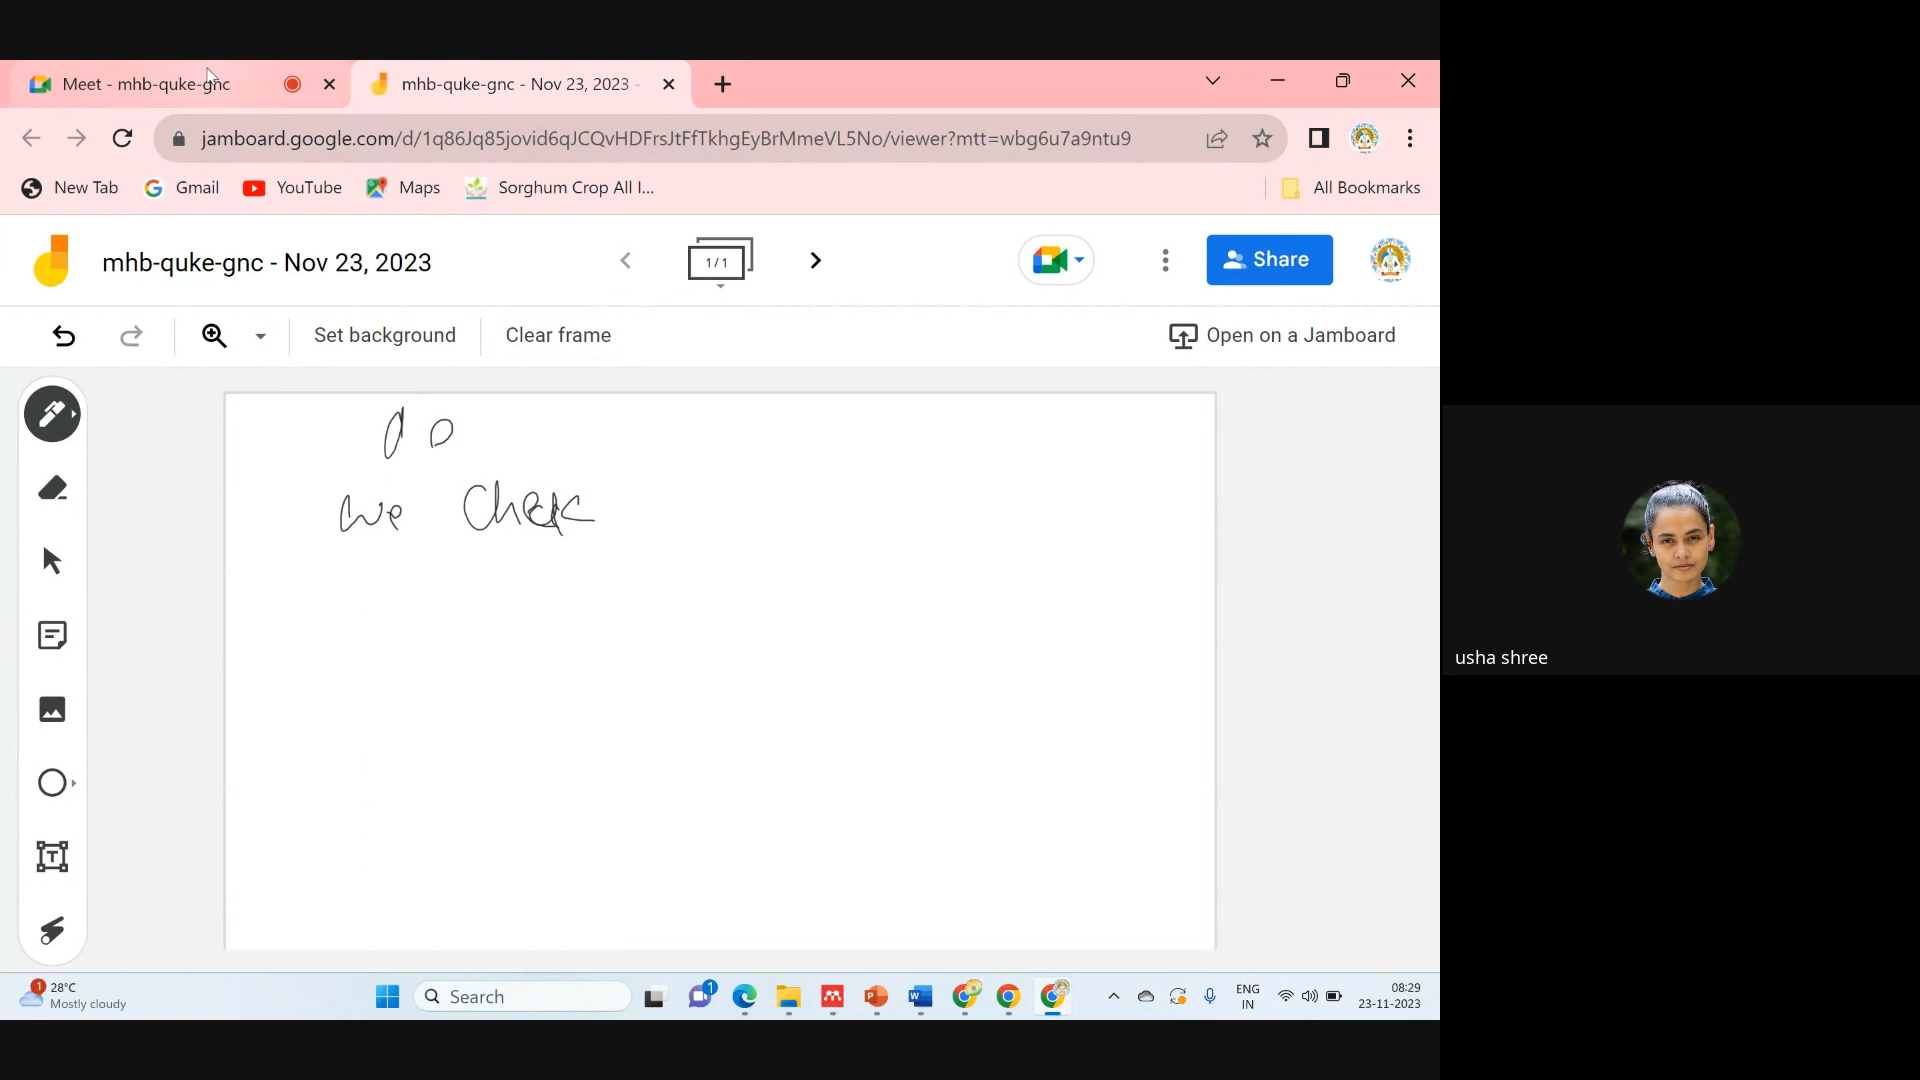 Meet - mhb-quke-gnc
mhb-quke-gnc - Nov 23, 2023 -
jamboard.google.com/d/1q86Jq85jovid6qJCQvHDFrsJtFfTkhgEyBrMmeVL5No/viewer?mtt=wbg6u7a9ntu9
New Tab Gmail YouTube Maps Sorghum Crop All I... All Bookmarks
mhb-quke-gnc - Nov 23, 2023 1/1 Share
Set background Clear frame Open on a Jamboard
do
we Check
usha shree
1 28°C Mostly cloudy
Search 1 ENG IN 08:29 23-11-2023